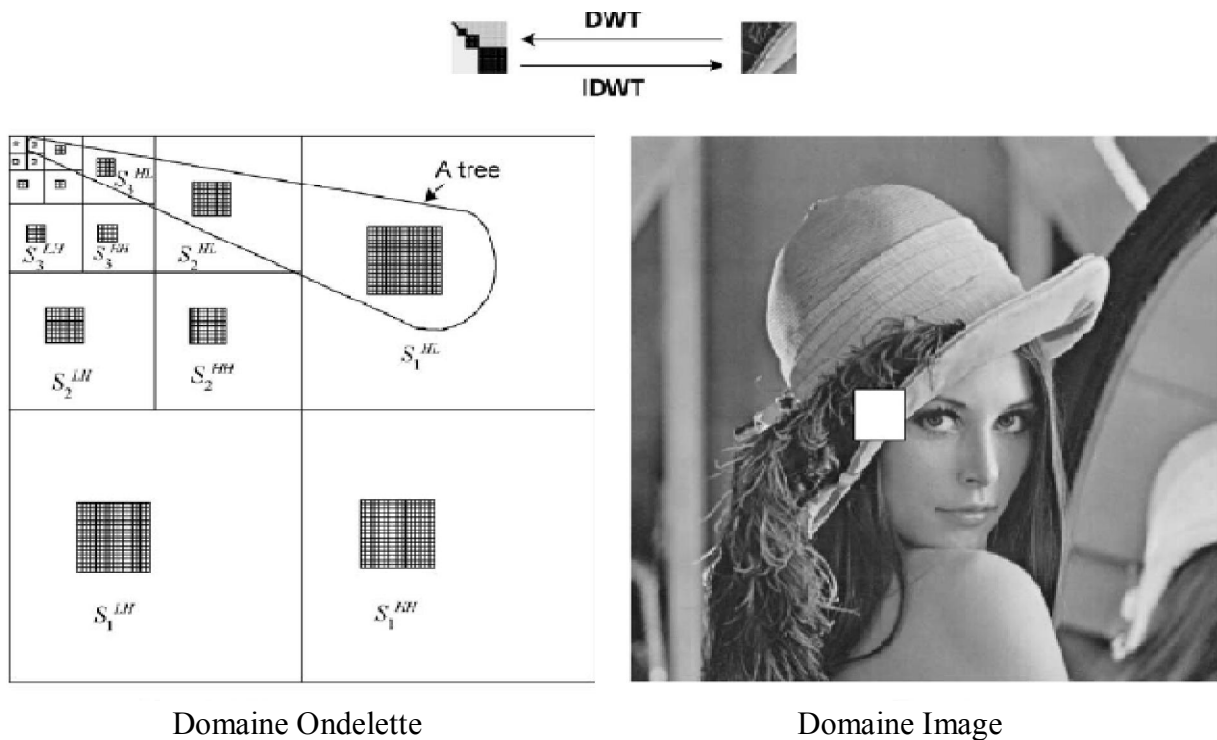 DWT
IDWT
A tree
S₃ᴴᴸ
S₃ᴸᴴ S₃ᴴᴴ S₂ᴴᴸ
S₁ᴴᴸ
S₂ᴸᴴ S₂ᴴᴴ
S₁ᴸᴴ S₁ᴴᴴ
Domaine Ondelette Domaine Image